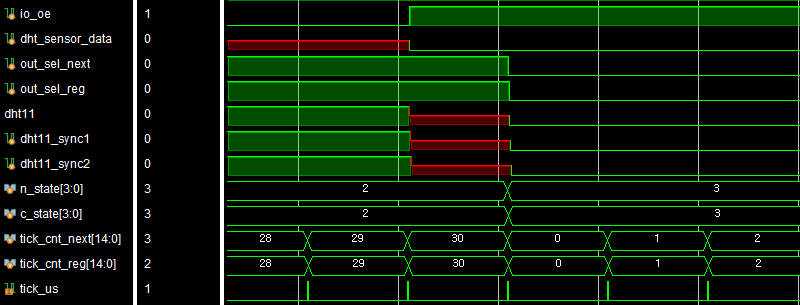 io_oe 1
dht_sensor_data 0
out_sel_next 0
out_sel_reg 0
dht11 0
dht11_sync1 0
dht11_sync2 0
n_state[3:0] 3 2 3
c_state[3:0] 3 2 3
tick_cnt_next[14:0] 3 28 29 30 0 1 2
tick_cnt_reg[14:0] 2 28 29 30 0 1 2
tick_us 1